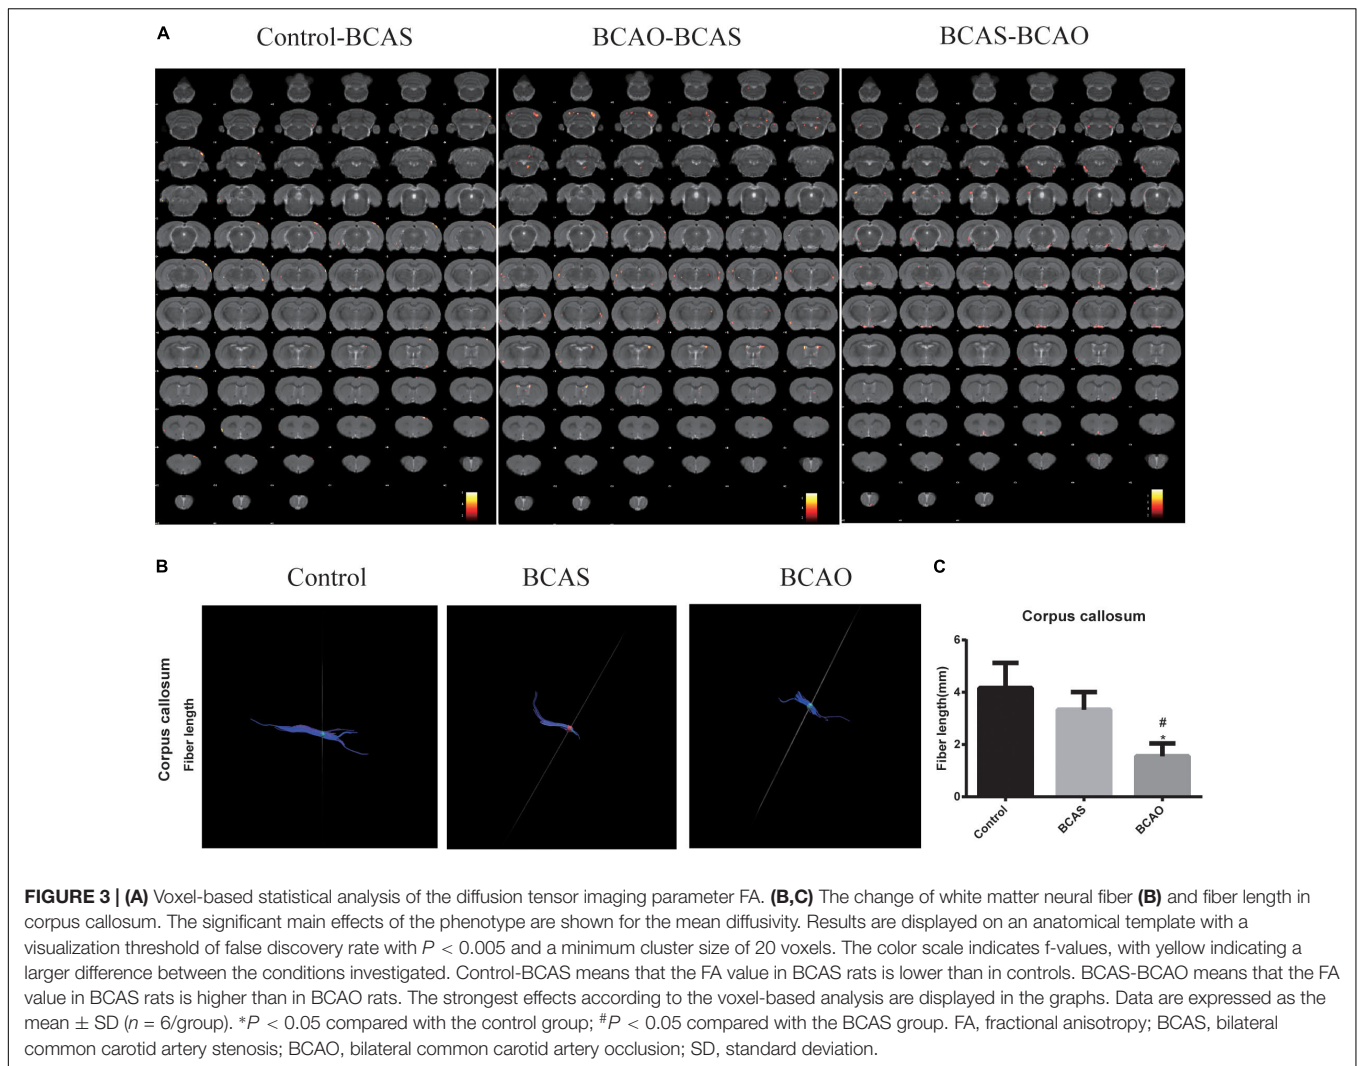 A
Control-BCAS
BCAO-BCAS
BCAS-BCAO
B
Control
BCAS
BCAO
C
Corpus callosum
Fiber length
Corpus callosum
Fiber length(mm)
6
4
2
0
#
*
Control
BCAS
BCAO
FIGURE 3 | (A) Voxel-based statistical analysis of the diffusion tensor imaging parameter FA. (B,C) The change of white matter neural fiber (B) and fiber length in
corpus callosum. The significant main effects of the phenotype are shown for the mean diffusivity. Results are displayed on an anatomical template with a
visualization threshold of false discovery rate with P < 0.005 and a minimum cluster size of 20 voxels. The color scale indicates f-values, with yellow indicating a
larger difference between the conditions investigated. Control-BCAS means that the FA value in BCAS rats is lower than in controls. BCAS-BCAO means that the FA
value in BCAS rats is higher than in BCAO rats. The strongest effects according to the voxel-based analysis are displayed in the graphs. Data are expressed as the
mean ± SD (n = 6/group). *P < 0.05 compared with the control group; #P < 0.05 compared with the BCAS group. FA, fractional anisotropy; BCAS, bilateral
common carotid artery stenosis; BCAO, bilateral common carotid artery occlusion; SD, standard deviation.